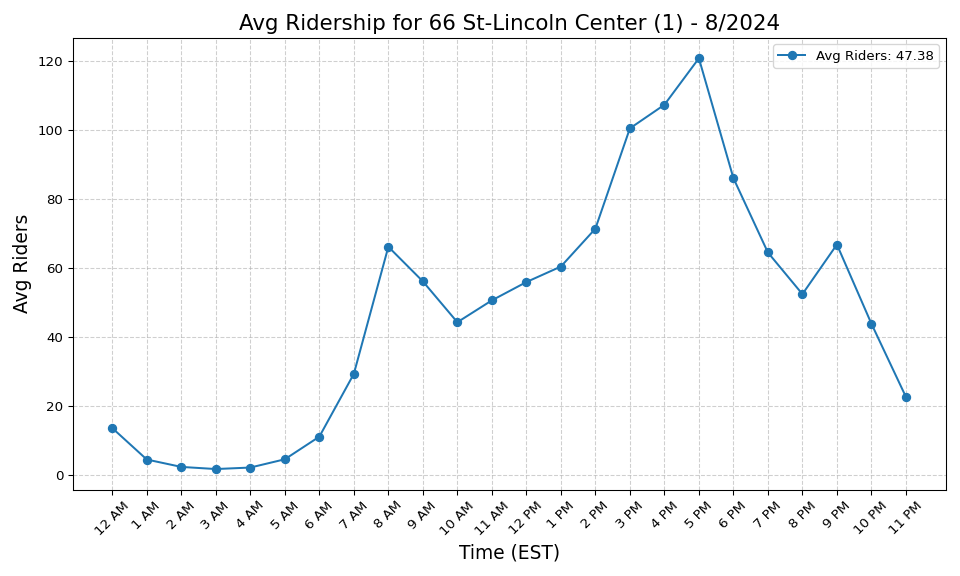 Avg Ridership for 66 St-Lincoln Center (1) - 8/2024
Avg Riders: 47.38
Avg Riders
120
100
80
60
40
20
0
12 AM
1 AM
2 AM
3 AM
4 AM
5 AM
6 AM
7 AM
8 AM
9 AM
10 AM
11 AM
12 PM
1 PM
2 PM
3 PM
4 PM
5 PM
6 PM
7 PM
8 PM
9 PM
10 PM
11 PM
Time (EST)